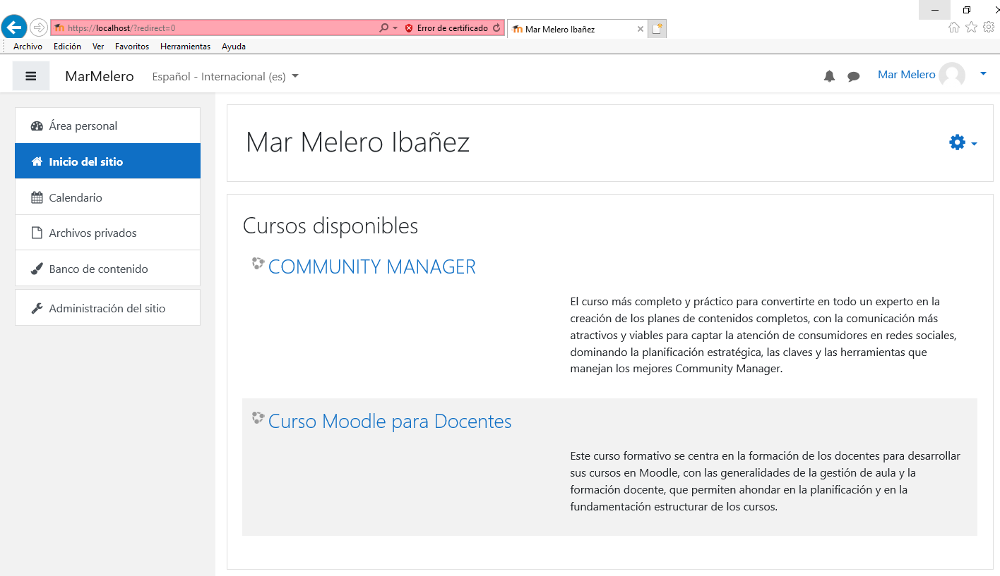 https://localhost/?redirect=0
Error de certificado
Mar Melero Ibañez
Archivo Edición Ver Favoritos Herramientas Ayuda
MarMelero Español - Internacional (es)
Mar Melero
Área personal
Inicio del sitio
Calendario
Archivos privados
Banco de contenido
Administración del sitio
Mar Melero Ibañez
Cursos disponibles
COMMUNITY MANAGER
El curso más completo y práctico para convertirte en todo un experto en la
creación de los planes de contenidos completos, con la comunicación más
atractivos y viables para captar la atención de consumidores en redes sociales,
dominando la planificación estratégica, las claves y las herramientas que
manejan los mejores Community Manager.
Curso Moodle para Docentes
Este curso formativo se centra en la formación de los docentes para desarrollar
sus cursos en Moodle, con las generalidades de la gestión de aula y la
formación docente, que permiten ahondar en la planificación y en la
fundamentación estructurar de los cursos.